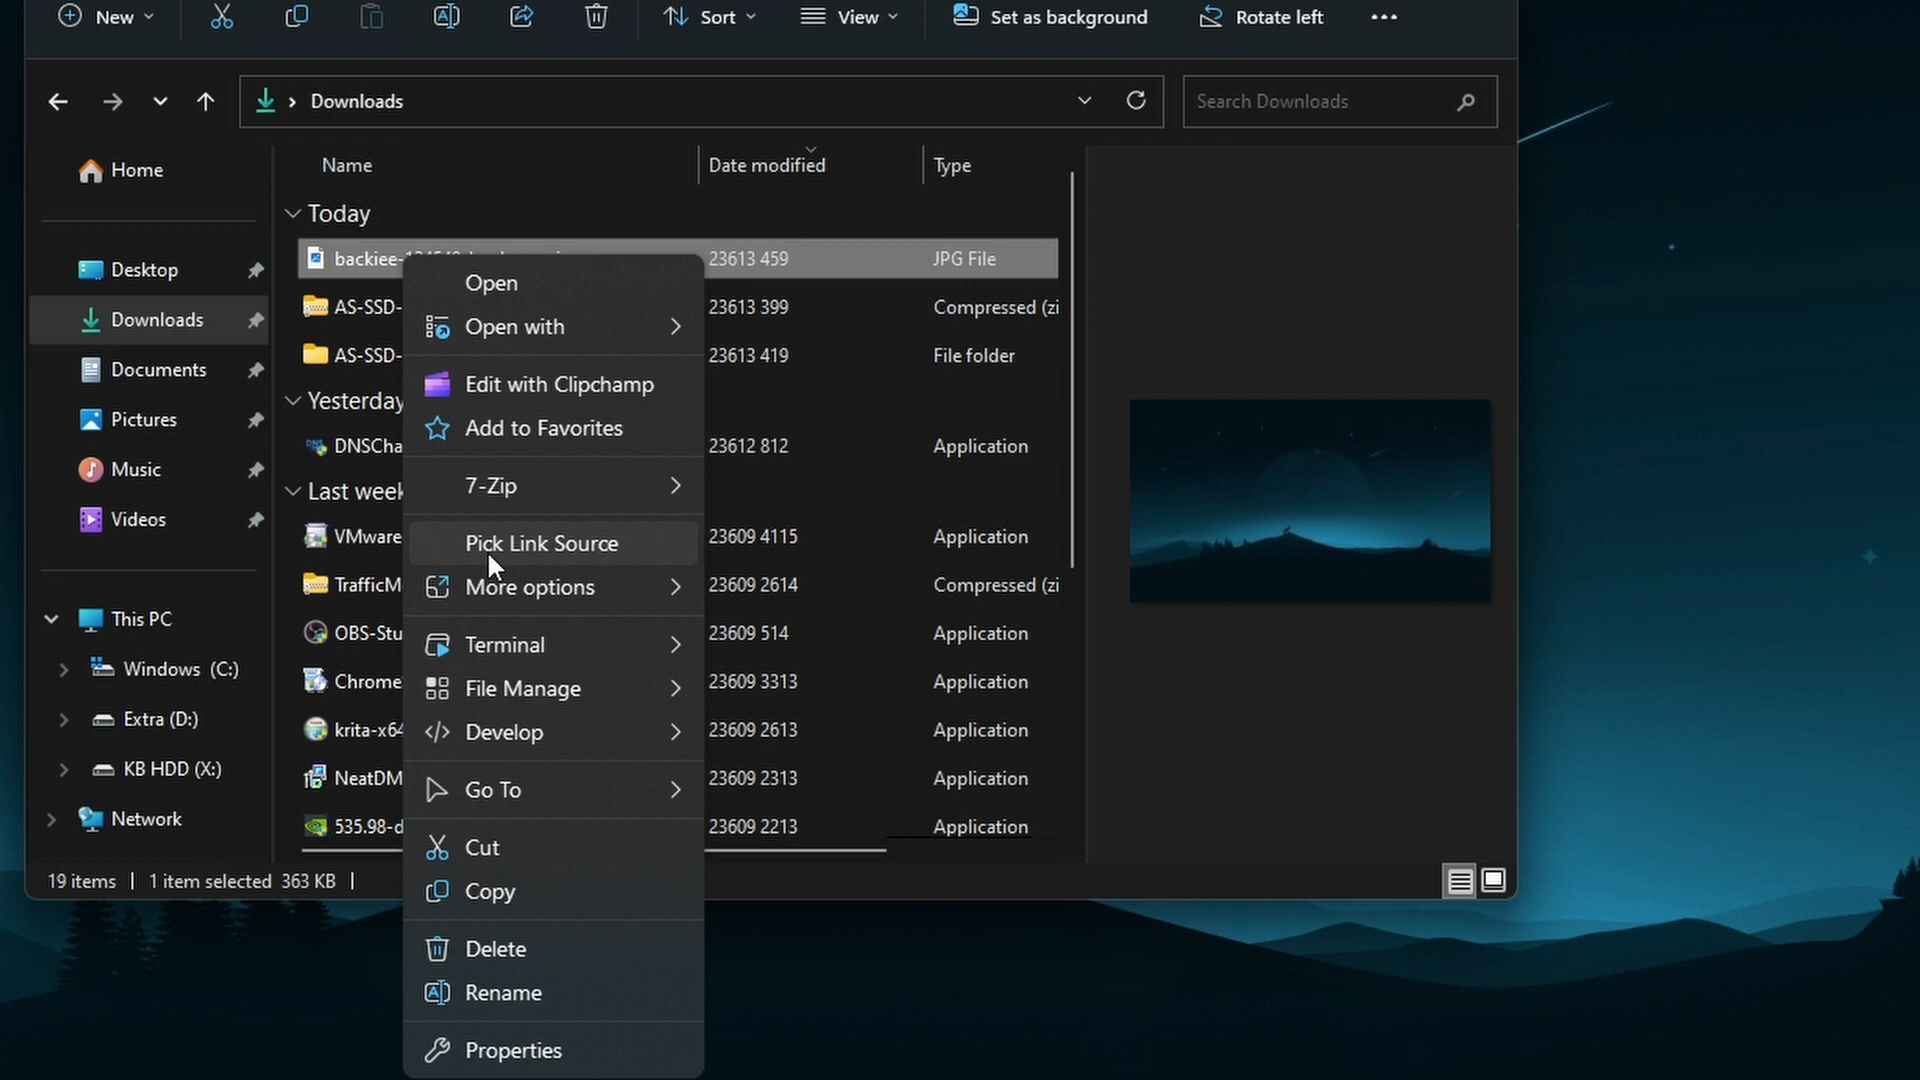 New
Sort
View
Set as background
Rotate left
Downloads
Search Downloads
Home
Desktop
Downloads
Documents
Pictures
Music
Videos
This PC
Windows (C:)
Extra (D:)
KB HDD (X:)
Network
Name Date modified Type
Today
backiee- 23613 459 JPG File
AS-SSD- 23613 399 Compressed (zi
AS-SSD- 23613 419 File folder
Yesterday
DNSCha 23612 812 Application
Last week
VMware 23609 4115 Application
TrafficM 23609 2614 Compressed (zi
OBS-Stu 23609 514 Application
Chrome 23609 3313 Application
krita-x64 23609 2613 Application
NeatDM 23609 2313 Application
535.98-d 23609 2213 Application
Open
Open with
Edit with Clipchamp
Add to Favorites
7-Zip
Pick Link Source
More options
Terminal
File Manage
Develop
Go To
Cut
Copy
Delete
Rename
Properties
19 items 1 item selected 363 KB